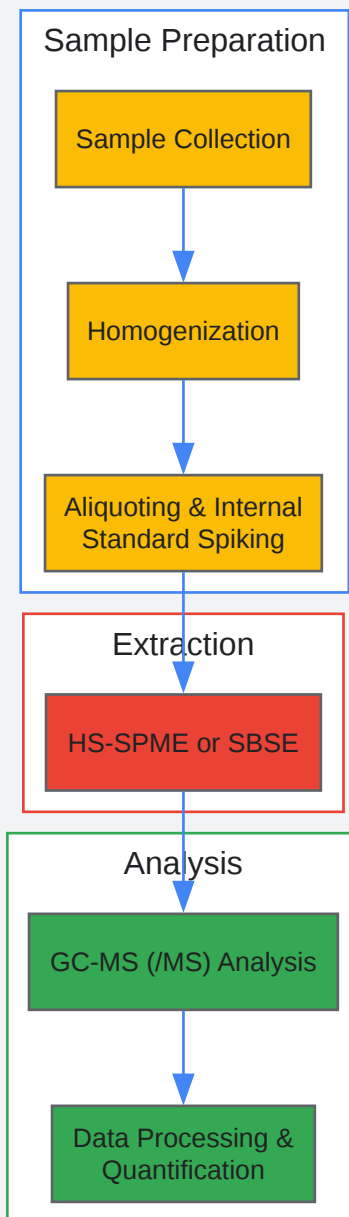 Sample Preparation
Sample Collection
Homogenization
Aliquoting & Internal
Standard Spiking
Extraction
HS-SPME or SBSE
Analysis
GC-MS (/MS) Analysis
Data Processing &
Quantification